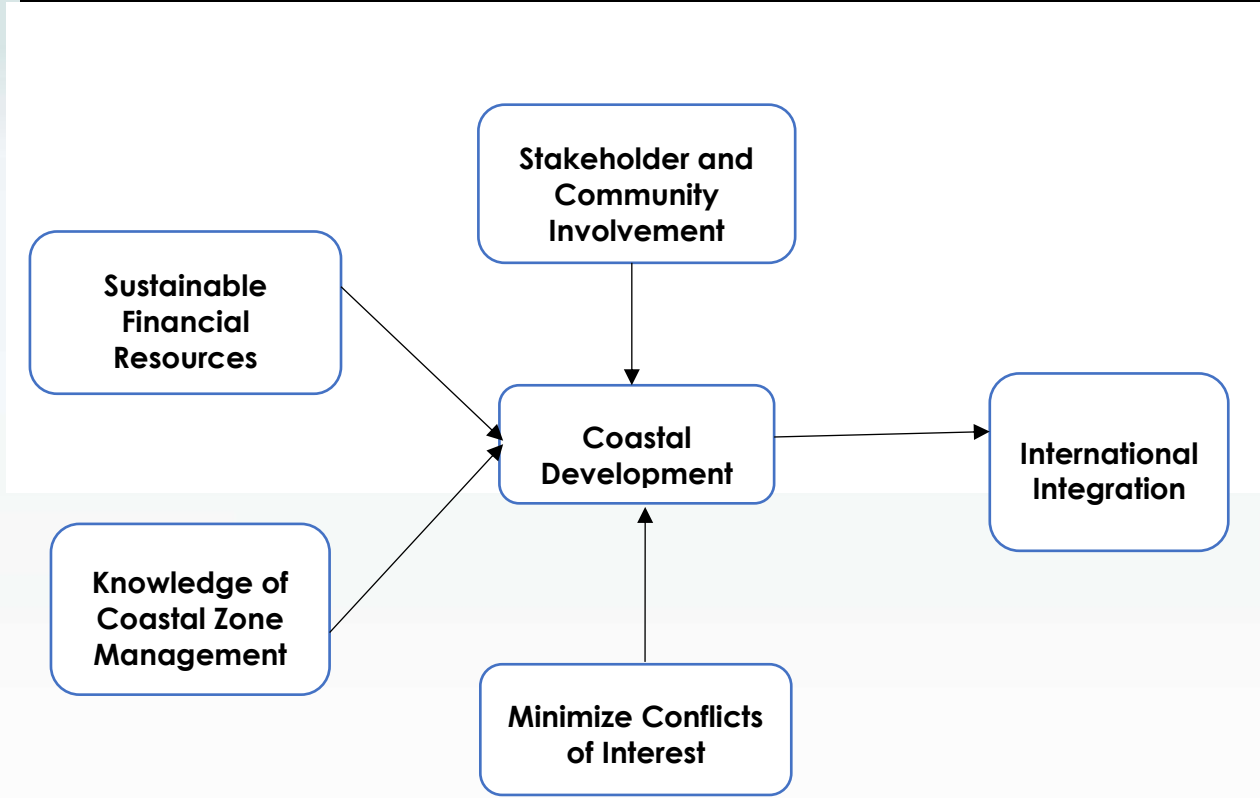 Stakeholder and
Community
Involvement
Sustainable
Financial
Resources
Coastal
Development
International
Integration
Knowledge of
Coastal Zone
Management
Minimize Conflicts
of Interest